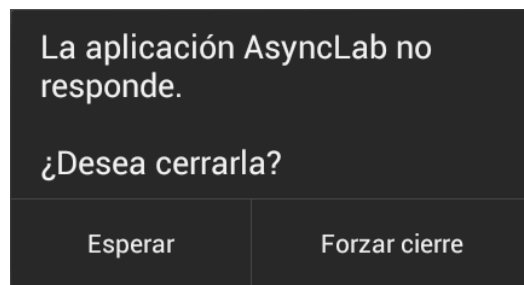 La aplicación AsyncLab no
responde.
¿Desea cerrarla?
Esperar
Forzar cierre